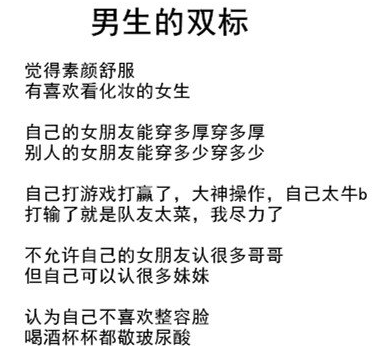 男生的双标
觉得素颜舒服
有喜欢看化妆的女生
自己的女朋友能穿多厚穿多厚
别人的女朋友能穿多少穿多少
自己打游戏打赢了，大神操作，自己太牛b
打输了就是队友太菜，我尽力了
不允许自己的女朋友认很多哥哥
但自己可以认很多妹妹
认为自己不喜欢整容脸
喝酒杯杯都敬玻尿酸